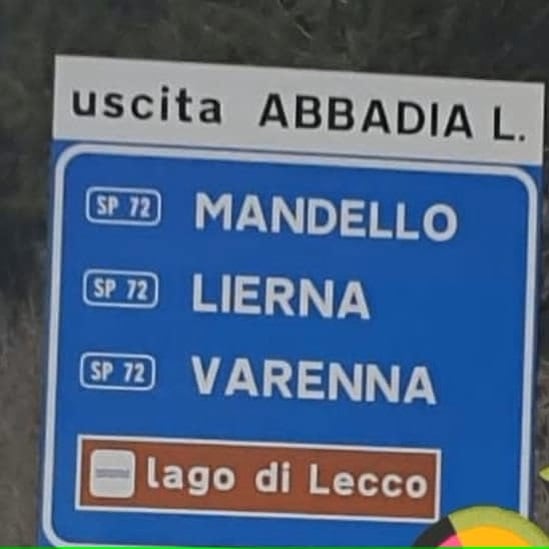 uscita ABBADIA L.
SP 72 MANDELLO
SP 72 LIERNA
SP 72 VARENNA
lago di Lecco